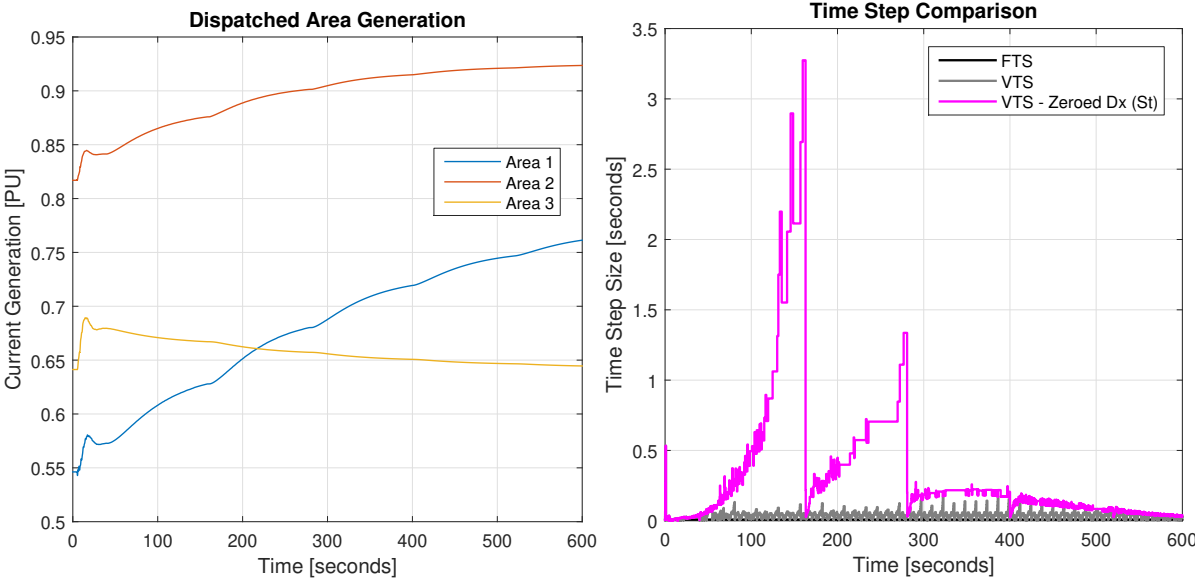 Dispatched Area Generation
Current Generation [PU]
0.95
0.9
0.85
0.8
0.75
0.7
0.65
0.6
0.55
0.5
Area 1
Area 2
Area 3
0 100 200 300 400 500 600
Time [seconds]
Time Step Comparison
Time Step Size [seconds]
3.5
3
2.5
2
1.5
1
0.5
0
FTS
VTS
VTS - Zeroed Dx (St)
0 100 200 300 400 500 600
Time [seconds]